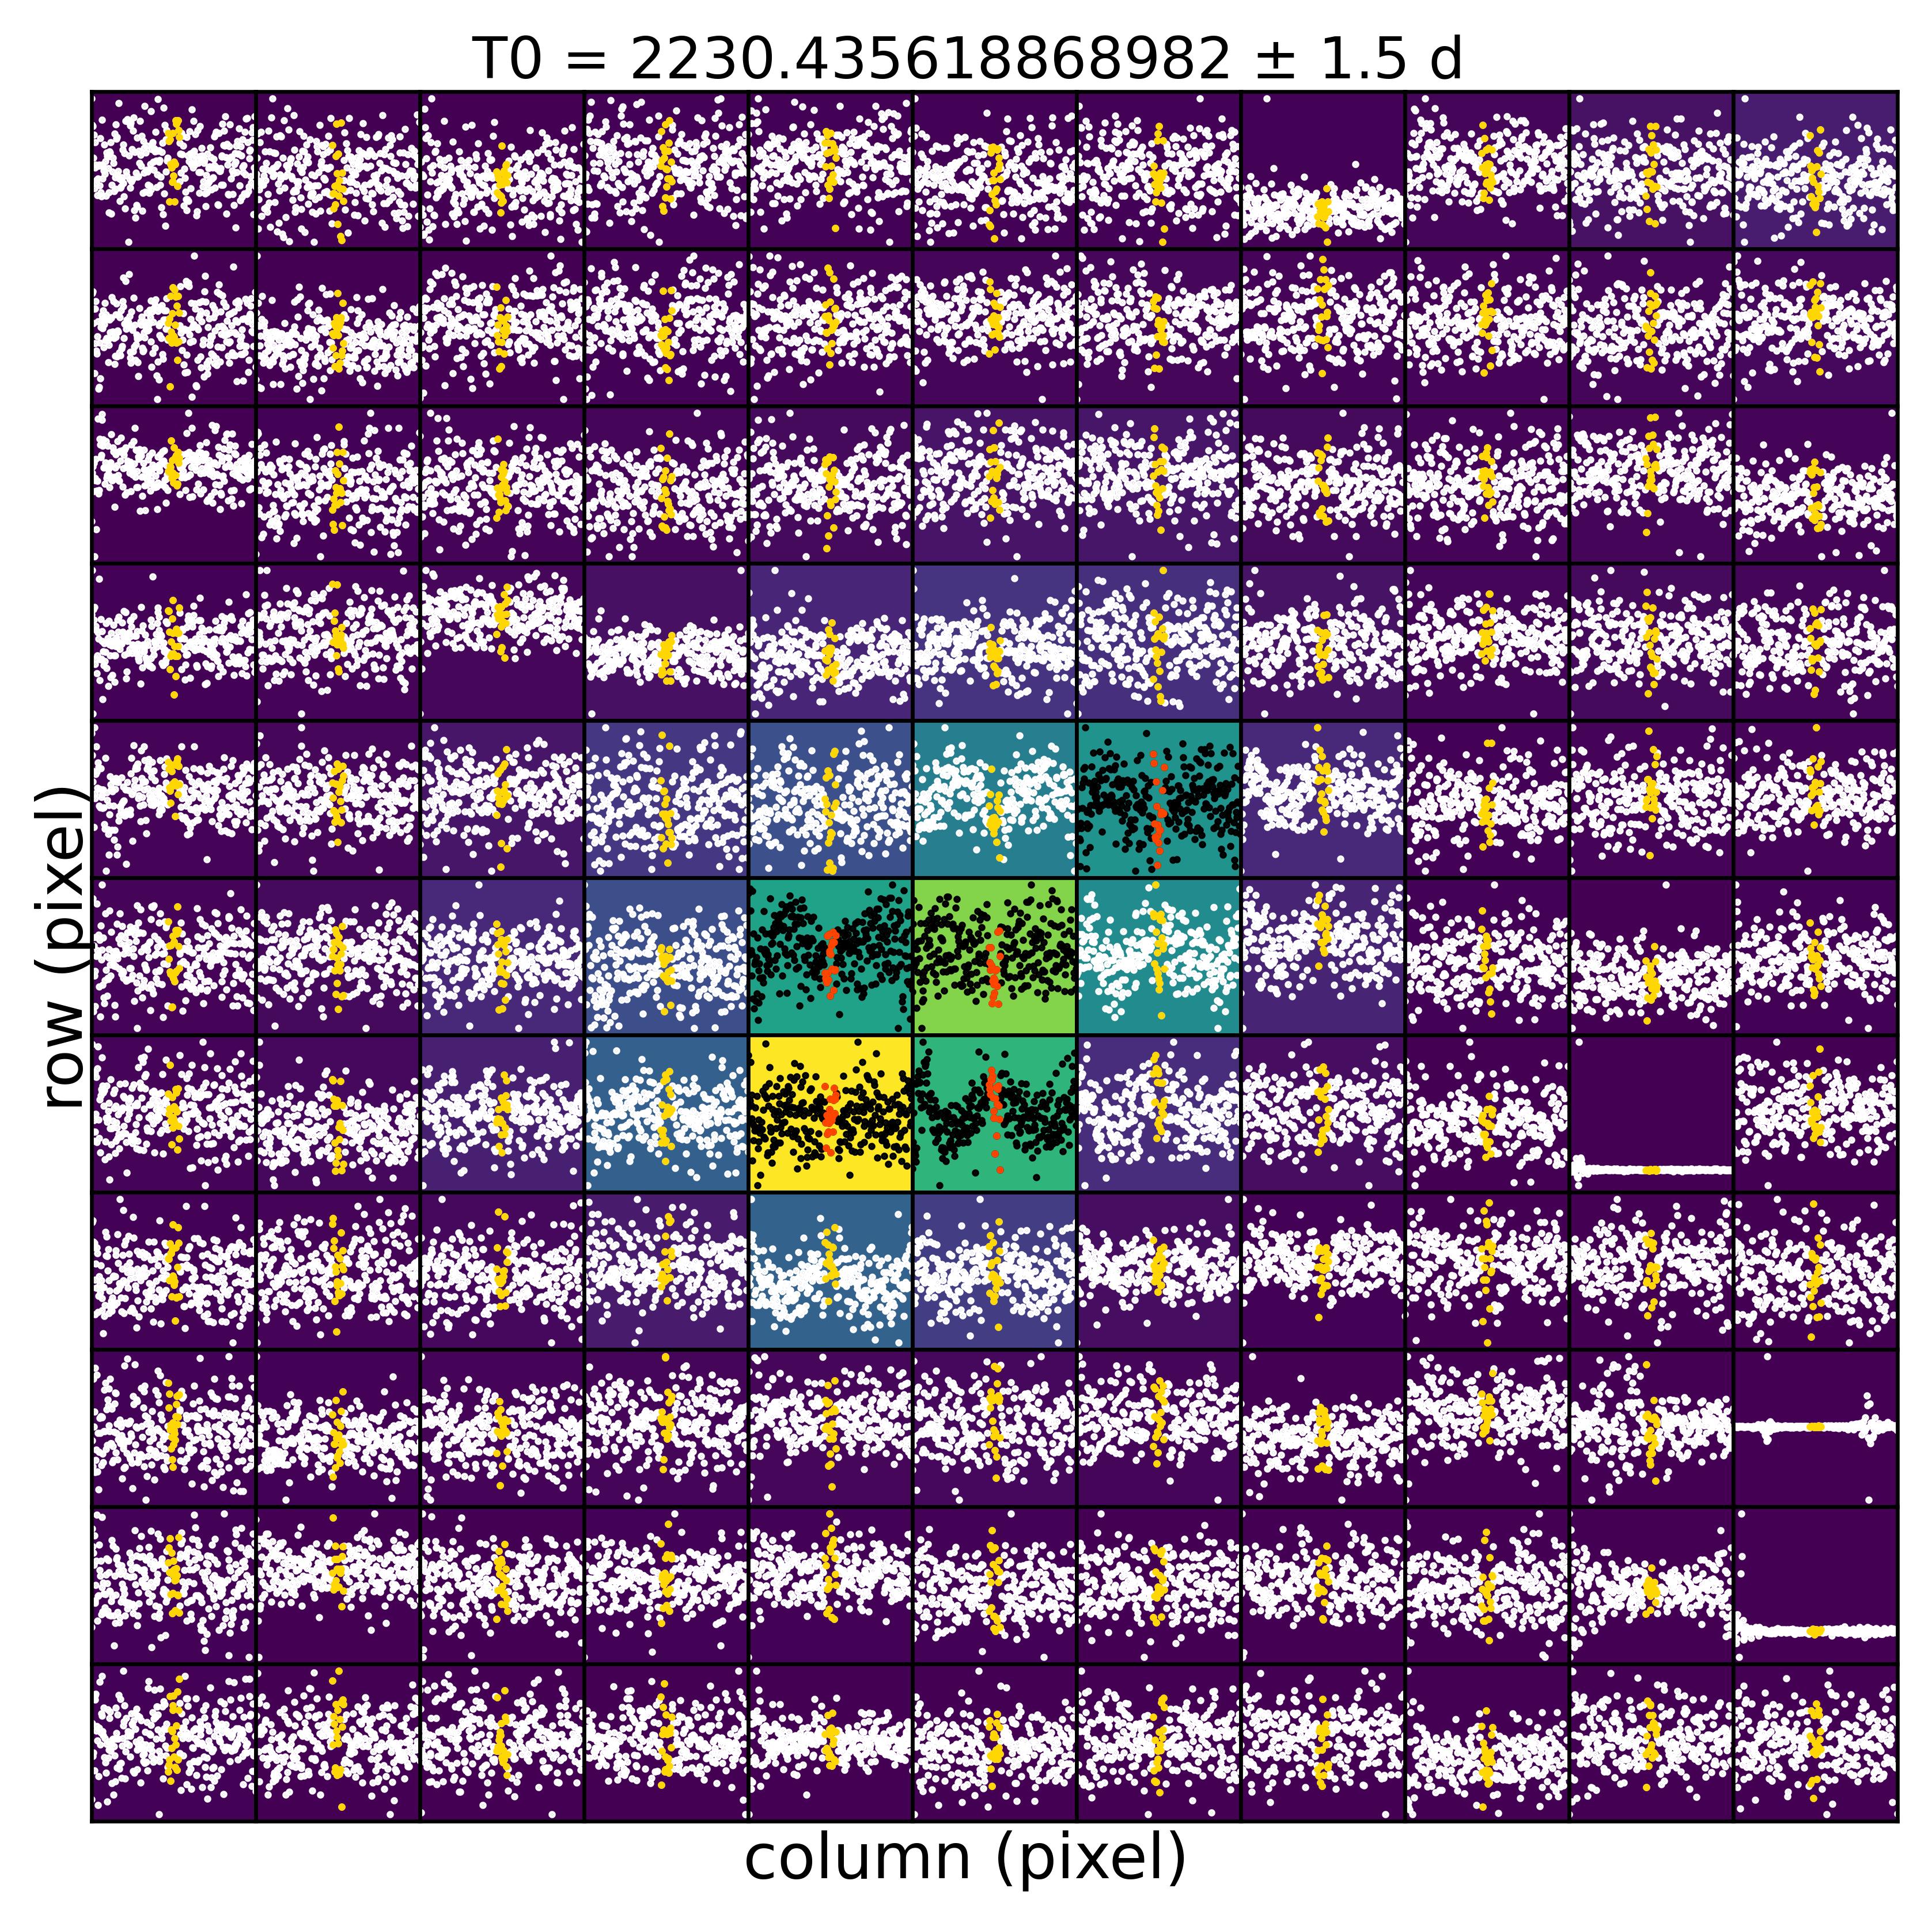 T0 = 2230.435618868982 ± 1.5 d
row (pixel)
column (pixel)